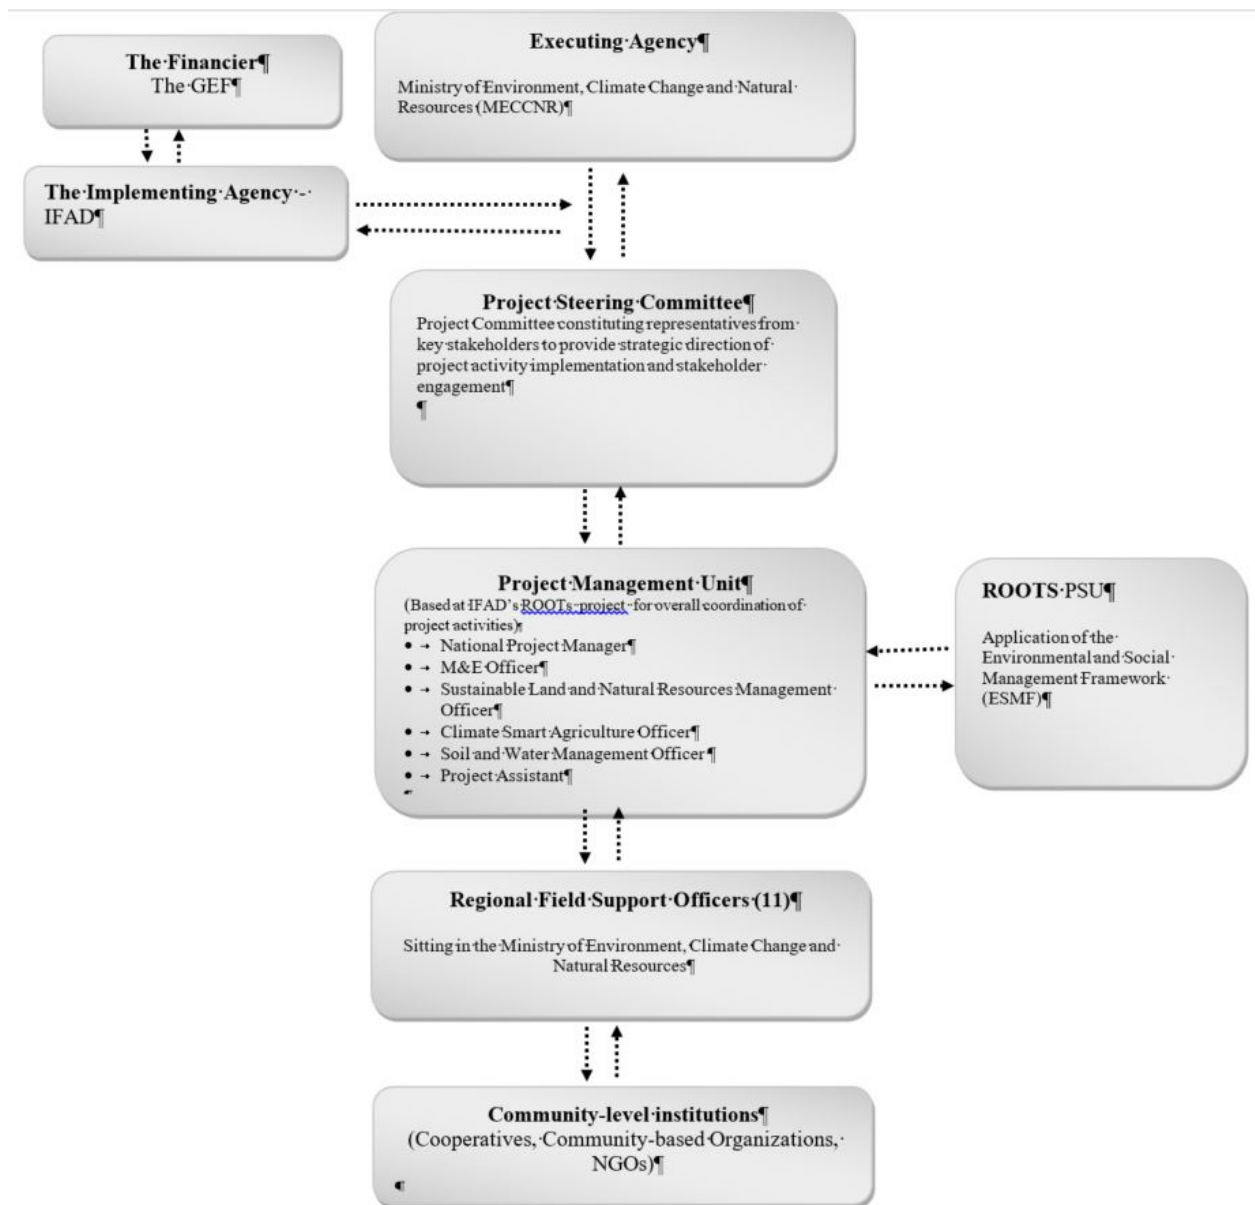 The·Financier¶
The GEF¶
Executing·Agency¶
Ministry of Environment, Climate Change and Natural·
Resources (MECCNR)¶
The·Implementing·Agency·-·
IFAD¶
Project·Steering·Committee¶
Project Committee constituting representatives from·
key stakeholders to provide strategic direction of·
project activity implementation and stakeholder·
engagement¶
¶
Project·Management·Unit¶
(Based at IFAD’s ROOTs·project··for overall coordination of·
project activities)¶
● → National Project Manager¶
● → M&E Officer¶
● → Sustainable Land and Natural Resources Management·
Officer¶
● → Climate Smart Agriculture Officer¶
● → Soil and Water Management Officer¶
● → Project Assistant¶
¶
ROOTS·PSU¶
Application of the·
Environmental and Social·
Management Framework·
(ESMF)¶
Regional·Field·Support·Officers·(11)¶
Sitting in the Ministry of Environment, Climate Change and·
Natural Resources¶
Community-level·institutions¶
(Cooperatives,·Community-based·Organizations,·
NGOs)¶
¶